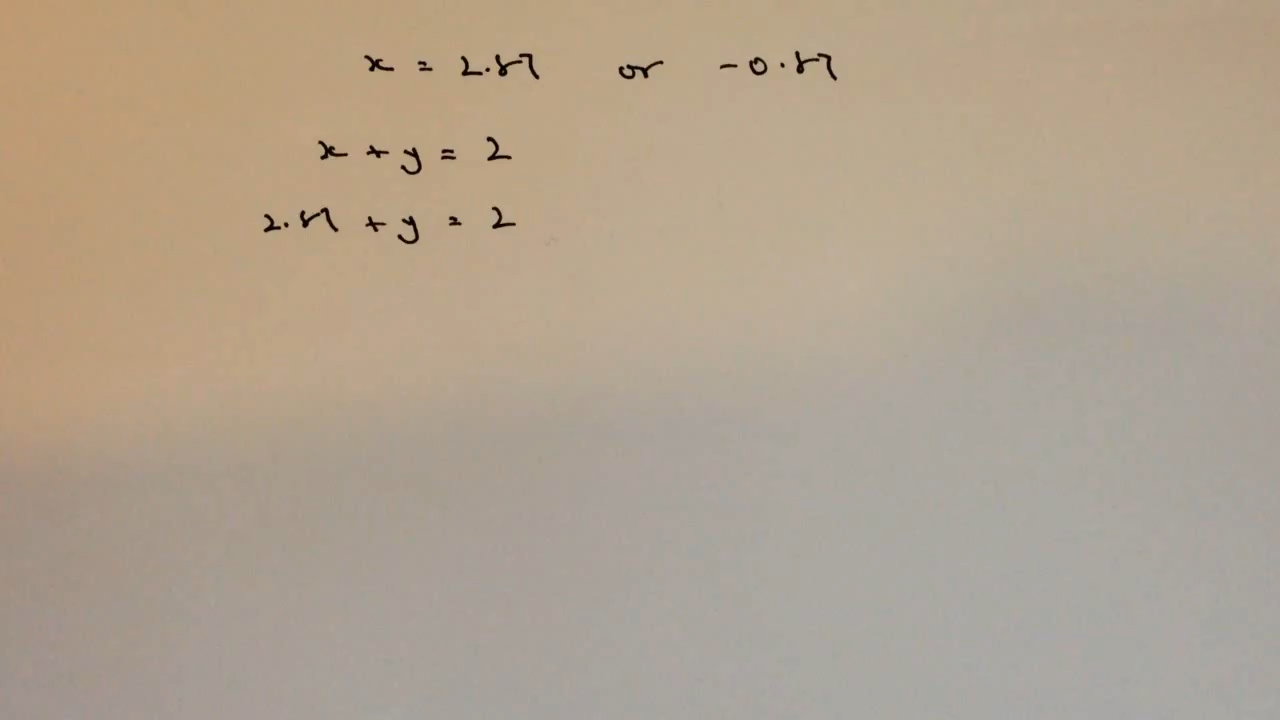 x = 2.87 or -0.87
x + y = 2
2.87 + y = 2